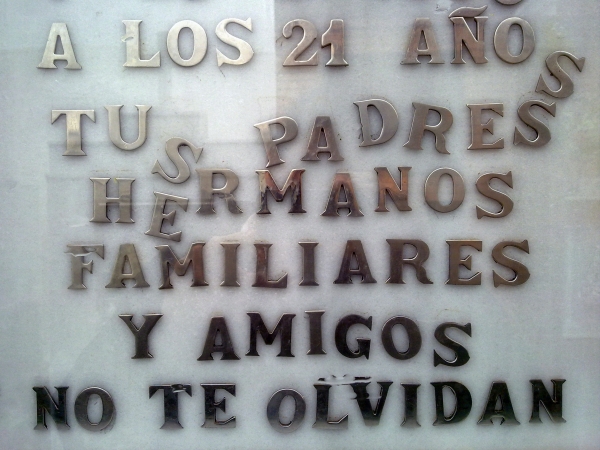 A LOS 21 AÑOS
TUS PADRES
HERMANOS
FAMILIARES
Y AMIGOS
NO TE OLVIDAN